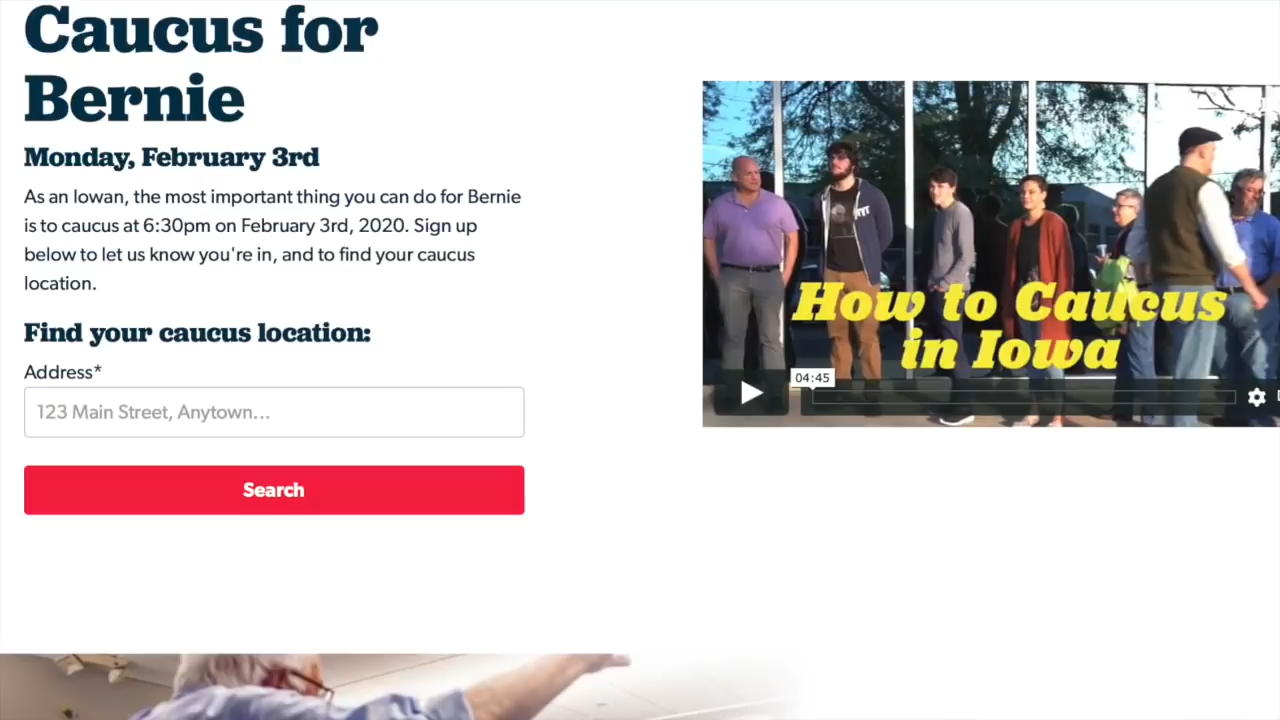 Caucus for
Bernie
Monday, February 3rd
As an Iowan, the most important thing you can do for Bernie
is to caucus at 6:30pm on February 3rd, 2020. Sign up
below to let us know you're in, and to find your caucus
location.
Find your caucus location:
Address*
123 Main Street, Anytown...
Search
How to Caucus
in Iowa
04:45